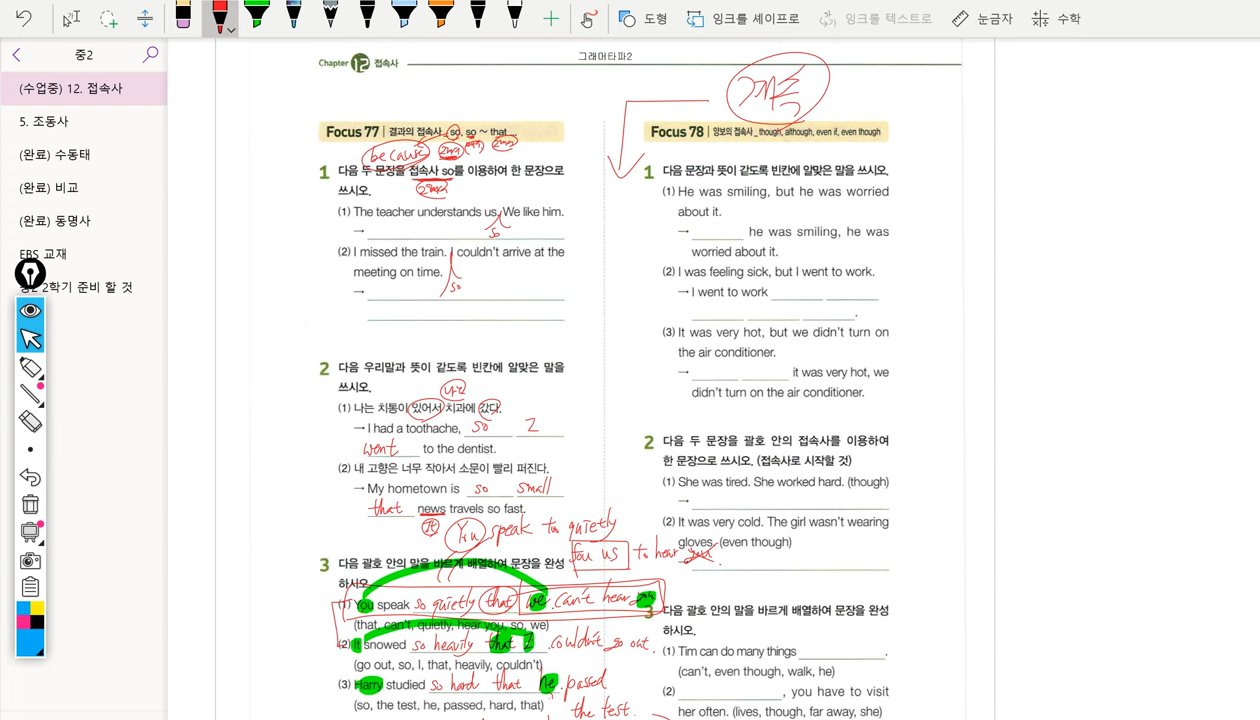 도형
잉크를 셰이프로
잉크를 텍스트로
눈금자
수학
중2
(수업중) 12. 접속사
5. 조동사
(완료) 수동태
(완료) 비교
(완료) 동명사
EBS 교재
2학기 준비 할 것
Chapter 12 접속사
그래머타파2
계속
Focus 77 결과의 접속사_so, so ~ that ...
because
1 다음 두 문장을 접속사 so를 이용하여 한 문장으로
쓰시오.
(1) The teacher understands us. We like him.
so
→
(2) I missed the train. I couldn't arrive at the
meeting on time.
so
→
2 다음 우리말과 뜻이 같도록 빈칸에 알맞은 말을
쓰시오.
(1) 나는 치통이 있어서 치과에 갔다.
→ I had a toothache, so I
went to the dentist.
(2) 내 고향은 너무 작아서 소문이 빨리 퍼진다.
→ My hometown is so small
that news travels so fast.
You speak too quietly
for us to hear you.
3 다음 괄호 안의 말을 바르게 배열하여 문장을 완성
하시오.
(1) You speak so quietly that we can't hear you
(that, can't, quietly, hear you, so, we)
(2) It snowed so heavily that I couldn't go out.
(go out, so, I, that, heavily, couldn't)
(3) Harry studied so hard that he passed
(so, the test, he, passed, hard, that)
the test.
Focus 78 양보의 접속사_though, although, even if, even though
1 다음 문장과 뜻이 같도록 빈칸에 알맞은 말을 쓰시오.
(1) He was smiling, but he was worried
about it.
→ he was smiling, he was
worried about it.
(2) I was feeling sick, but I went to work.
→ I went to work
.
(3) It was very hot, but we didn't turn on
the air conditioner.
→ it was very hot, we
didn't turn on the air conditioner.
2 다음 두 문장을 괄호 안의 접속사를 이용하여
한 문장으로 쓰시오. (접속사로 시작할 것)
(1) She was tired. She worked hard. (though)
→
(2) It was very cold. The girl wasn't wearing
gloves. (even though)
→
3 다음 괄호 안의 말을 바르게 배열하여 문장을 완성
하시오.
(1) Tim can do many things .
(can't, even though, walk, he)
(2) , you have to visit
her often. (lives, though, far away, she)